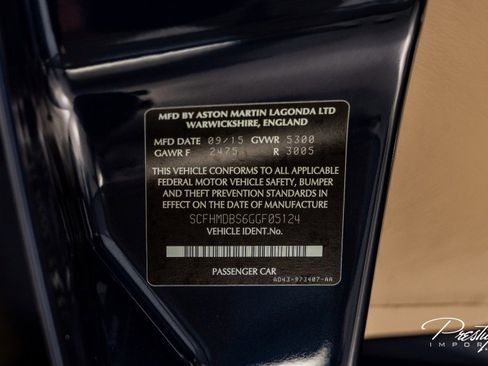 MFD BY ASTON MARTIN LAGONDA LTD
WARWICKSHIRE, ENGLAND
MFD DATE 09/15 GVWR 5300
GAWR F 2475 R 3005
THIS VEHICLE CONFORMS TO ALL APPLICABLE
FEDERAL MOTOR VEHICLE SAFETY, BUMPER
AND THEFT PREVENTION STANDARDS IN
EFFECT ON THE DATE OF MANUFACTURE
SCFHMDBS6GGF05124
VEHICLE IDENT.No.
PASSENGER CAR
AD43-973407-AA